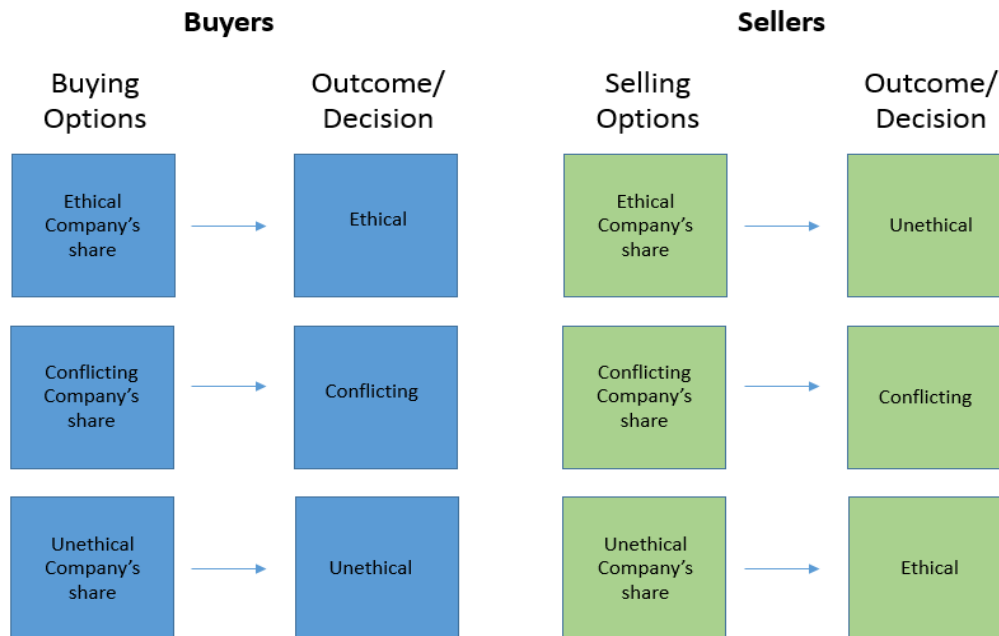 Buyers
Sellers
Buying
Options
Outcome/
Decision
Selling
Options
Outcome/
Decision
Ethical
Company’s
share
Ethical
Ethical
Company’s
share
Unethical
Conflicting
Company’s
share
Conflicting
Conflicting
Company’s
share
Conflicting
Unethical
Company’s
share
Unethical
Unethical
Company’s
share
Ethical